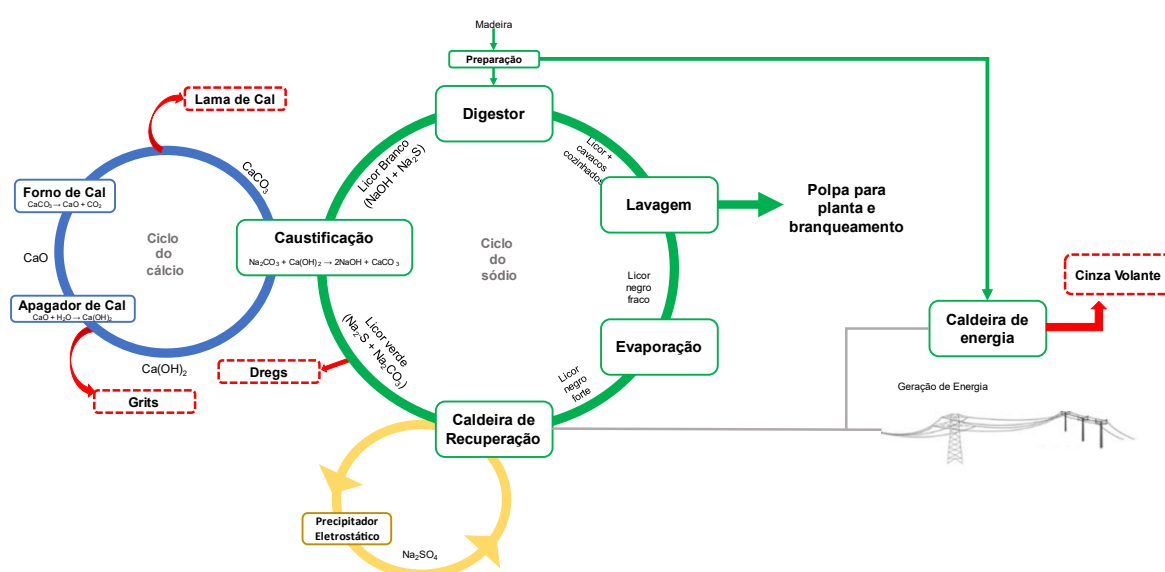 Madeira
Preparação
Digestor
Licor +
cavacos
cozinhados
Licor Branco
(NaOH + Na₂S)
Lama de Cal
CaCO₃
Forno de Cal
CaCO₃→ CaO + CO₂
Ciclo
do
cálcio
CaO
Apagador de Cal
CaO + H₂O→ Ca(OH)₂
Ca(OH)₂
Grits
Caustificação
Na₂CO₃ + Ca(OH)₂ → 2NaOH + CaCO₃
Ciclo
do
sódio
Lavagem
Polpa para
planta e
branqueamento
Licor
negro
fraco
Evaporação
Licor
negro
forte
Licor verde
(Na₂S + Na₂CO₃)
Dregs
Caldeira de
Recuperação
Precipitador
Eletrostático
Na₂SO₄
Cinza Volante
Caldeira de
energia
Geração de Energia